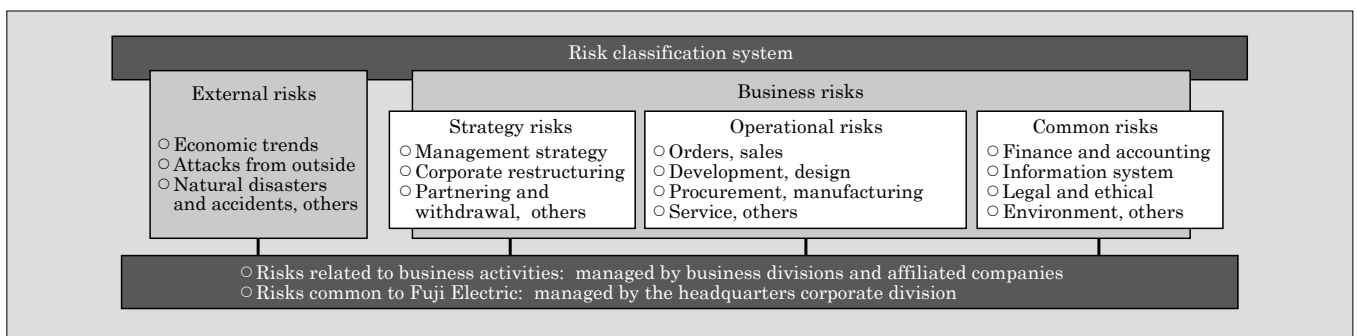 Risk classification system
External risks
○ Economic trends
○ Attacks from outside
○ Natural disasters
and accidents, others
Business risks
Strategy risks
○ Management strategy
○ Corporate restructuring
○ Partnering and
withdrawal, others
Operational risks
○ Orders, sales
○ Development, design
○ Procurement, manufacturing
○ Service, others
Common risks
○ Finance and accounting
○ Information system
○ Legal and ethical
○ Environment, others
○ Risks related to business activities: managed by business divisions and affiliated companies
○ Risks common to Fuji Electric: managed by the headquarters corporate division